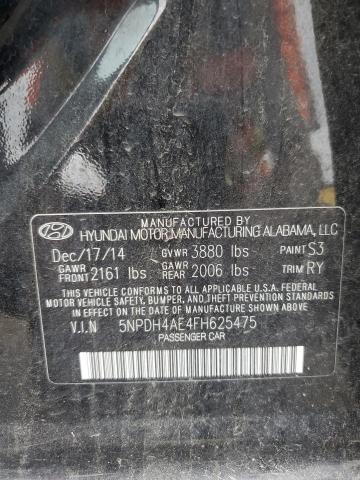 MANUFACTURED BY
HYUNDAI MOTOR MANUFACTURING ALABAMA, LLC
Dec/17/14 GVWR 3880 lbs PAINT S3
GAWR FRONT 2161 lbs GAWR REAR 2006 lbs TRIM RY
THIS VEHICLE CONFORMS TO ALL APPLICABLE U.S.A. FEDERAL
MOTOR VEHICLE SAFETY, BUMPER, AND THEFT PREVENTION STANDARDS
IN EFFECT ON THE DATE OF MANUFACTURE SHOWN ABOVE.
V.I.N 5NPDH4AE4FH625475
PASSENGER CAR